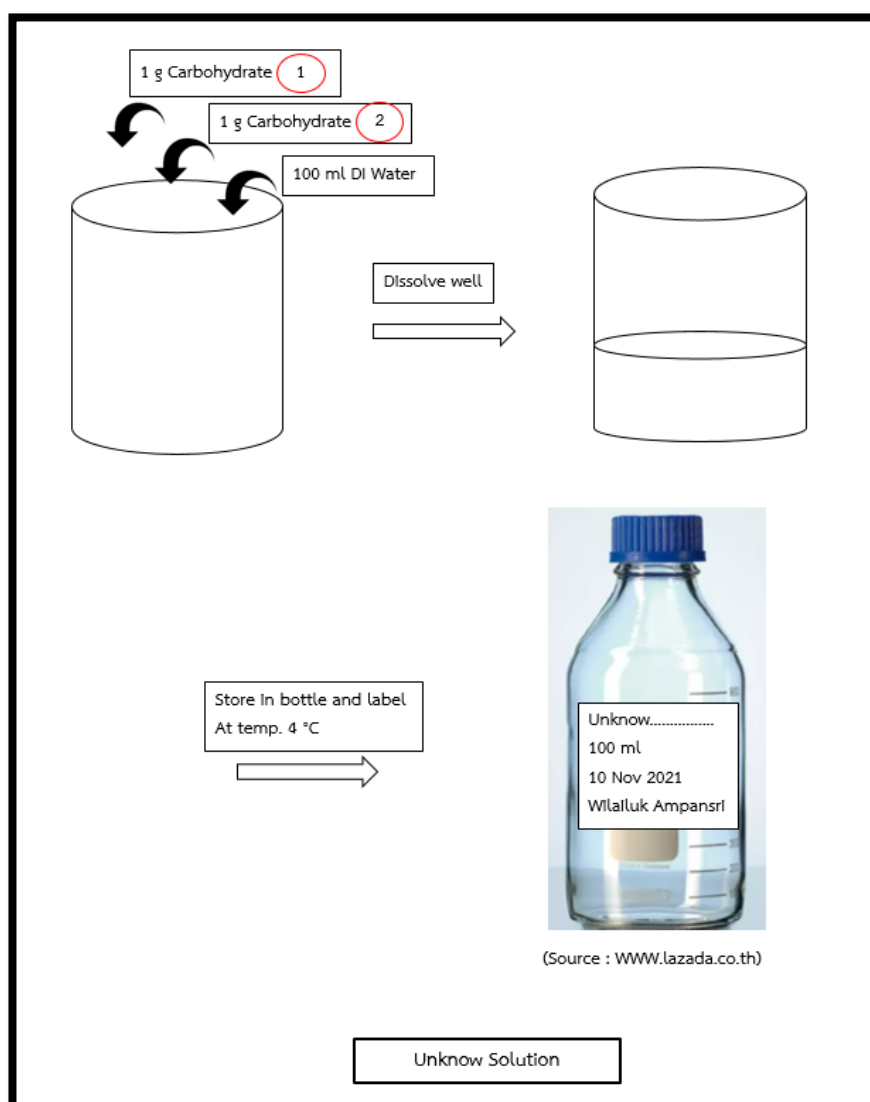 1 g Carbohydrate 1
1 g Carbohydrate 2
100 ml DI Water
Dissolve well
Store in bottle and label
At temp. 4 °C
Unknow................
100 ml
10 Nov 2021
Wilailuk Ampansri
(Source : WWW.lazada.co.th)
Unknow Solution